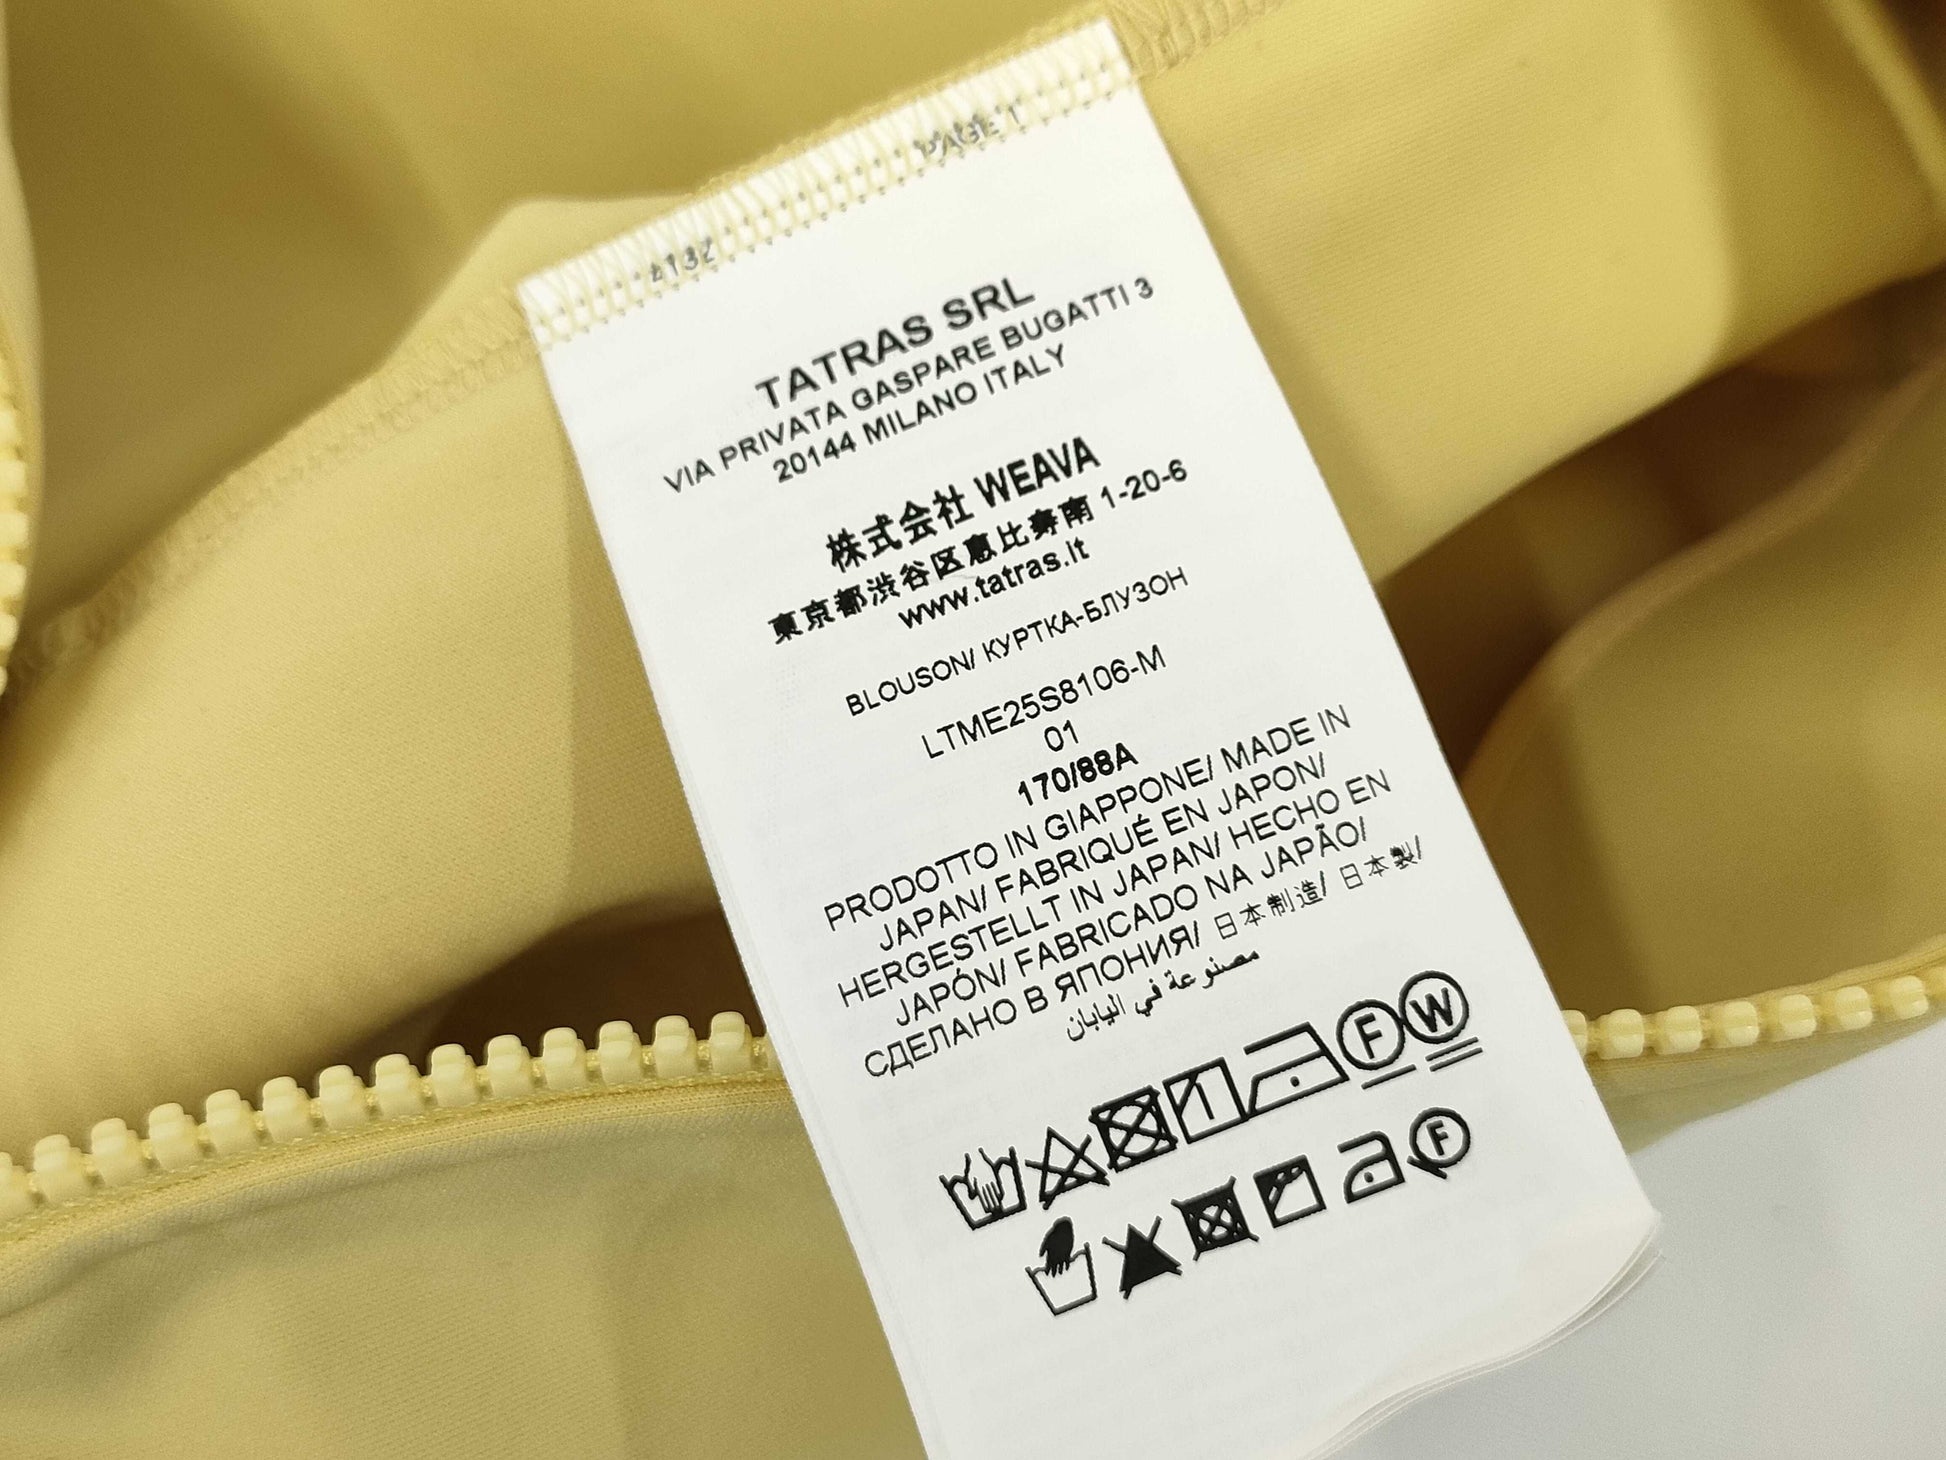 PAGE 1
TATRAS SRL
VIA PRIVATA GASPARE BUGATTI 3
20144 MILANO ITALY
株式会社 WEAVA
東京都渋谷区恵比寿南 1-20-6
www.tatras.it
BLOUSON/ КУРТКА-БЛУЗОН
LTME25S8106-M
01
170/88A
PRODOTTO IN GIAPPONE/ MADE IN
JAPAN/ FABRIQUÉ EN JAPON/
HERGESTELLT IN JAPAN/ HECHO EN
JAPÓN/ FABRICADO NA JAPÃO/
СДЕЛАНО В ЯПОНИЯ/ 日本制造/ 日本製/
مصنوعة في اليابان
F W
F